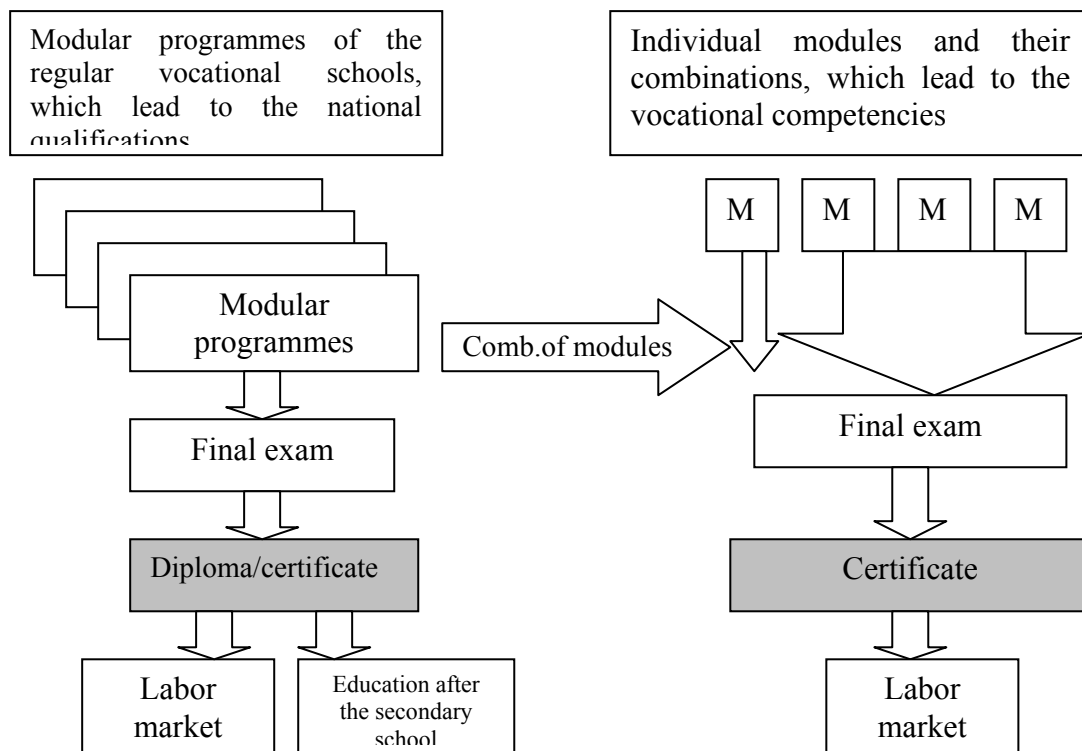 Modular programmes of the
regular vocational schools,
which lead to the national
qualifications
Individual modules and their
combinations, which lead to the
vocational competencies
M M M M
Modular
programmes
Comb.of modules
Final exam
Final exam
Diploma/certificate
Certificate
Labor
market
Education after
the secondary
school
Labor
market